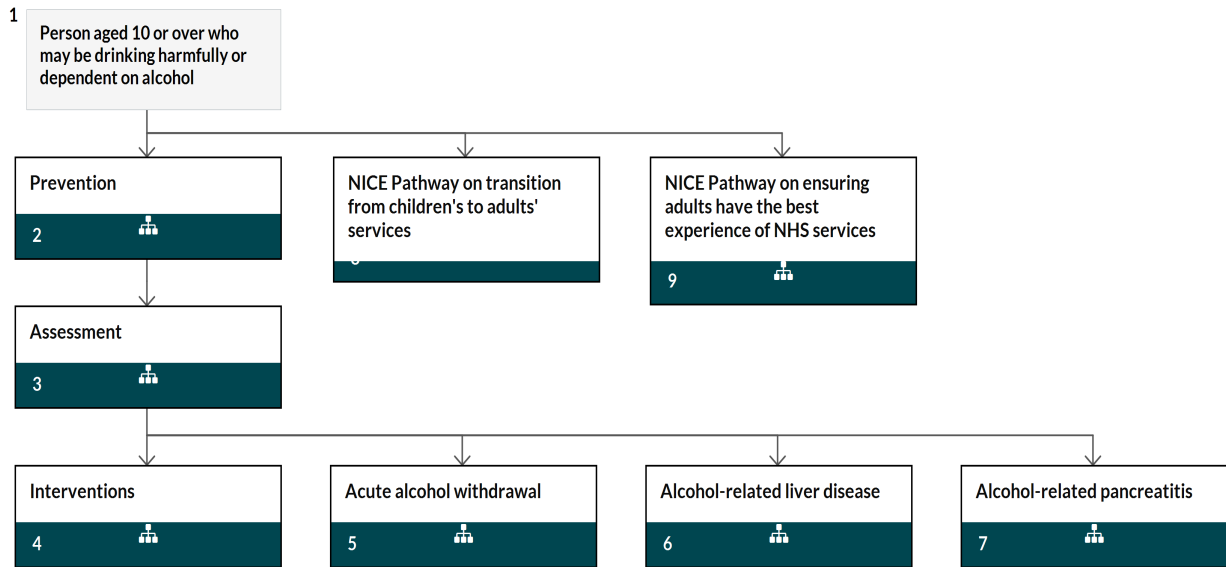 1
Person aged 10 or over who
may be drinking harmfully or
dependent on alcohol
Prevention
2
NICE Pathway on transition
from children's to adults'
services
NICE Pathway on ensuring
adults have the best
experience of NHS services
9
Assessment
3
Interventions
4
Acute alcohol withdrawal
5
Alcohol-related liver disease
6
Alcohol-related pancreatitis
7